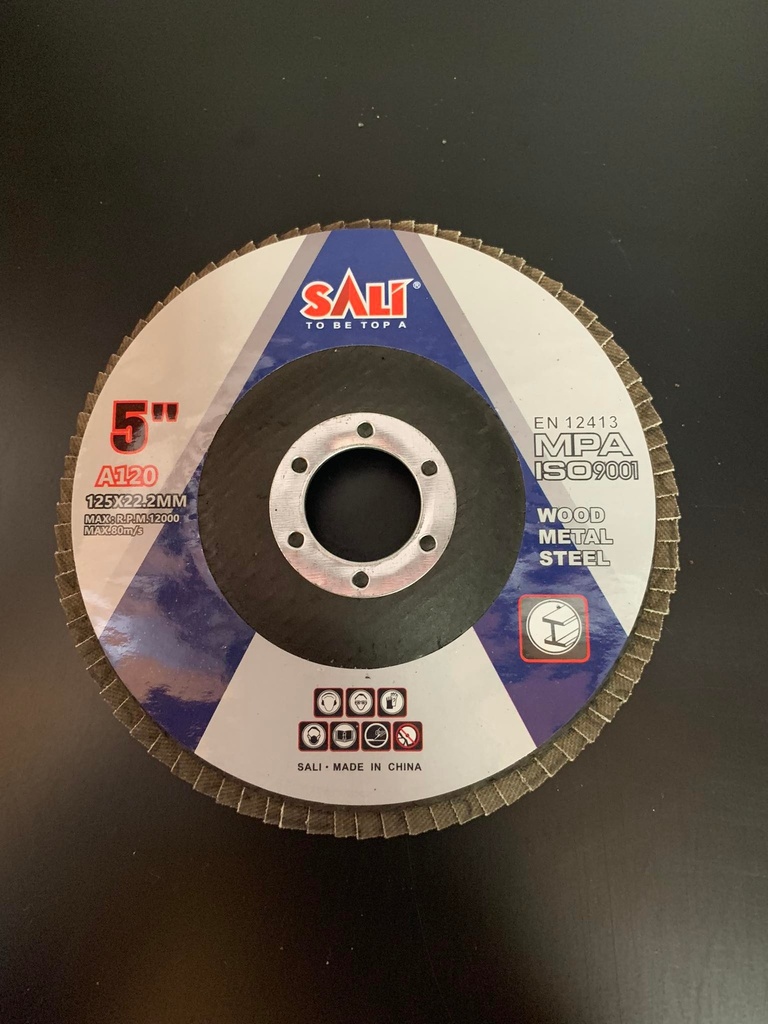 SALI®
TO BE TOP A
5"
A120
125X22.2MM
MAX.: R.P.M.12000
MAX.80m/s
EN 12413
MPA
ISO9001
WOOD
METAL
STEEL
SALI · MADE IN CHINA